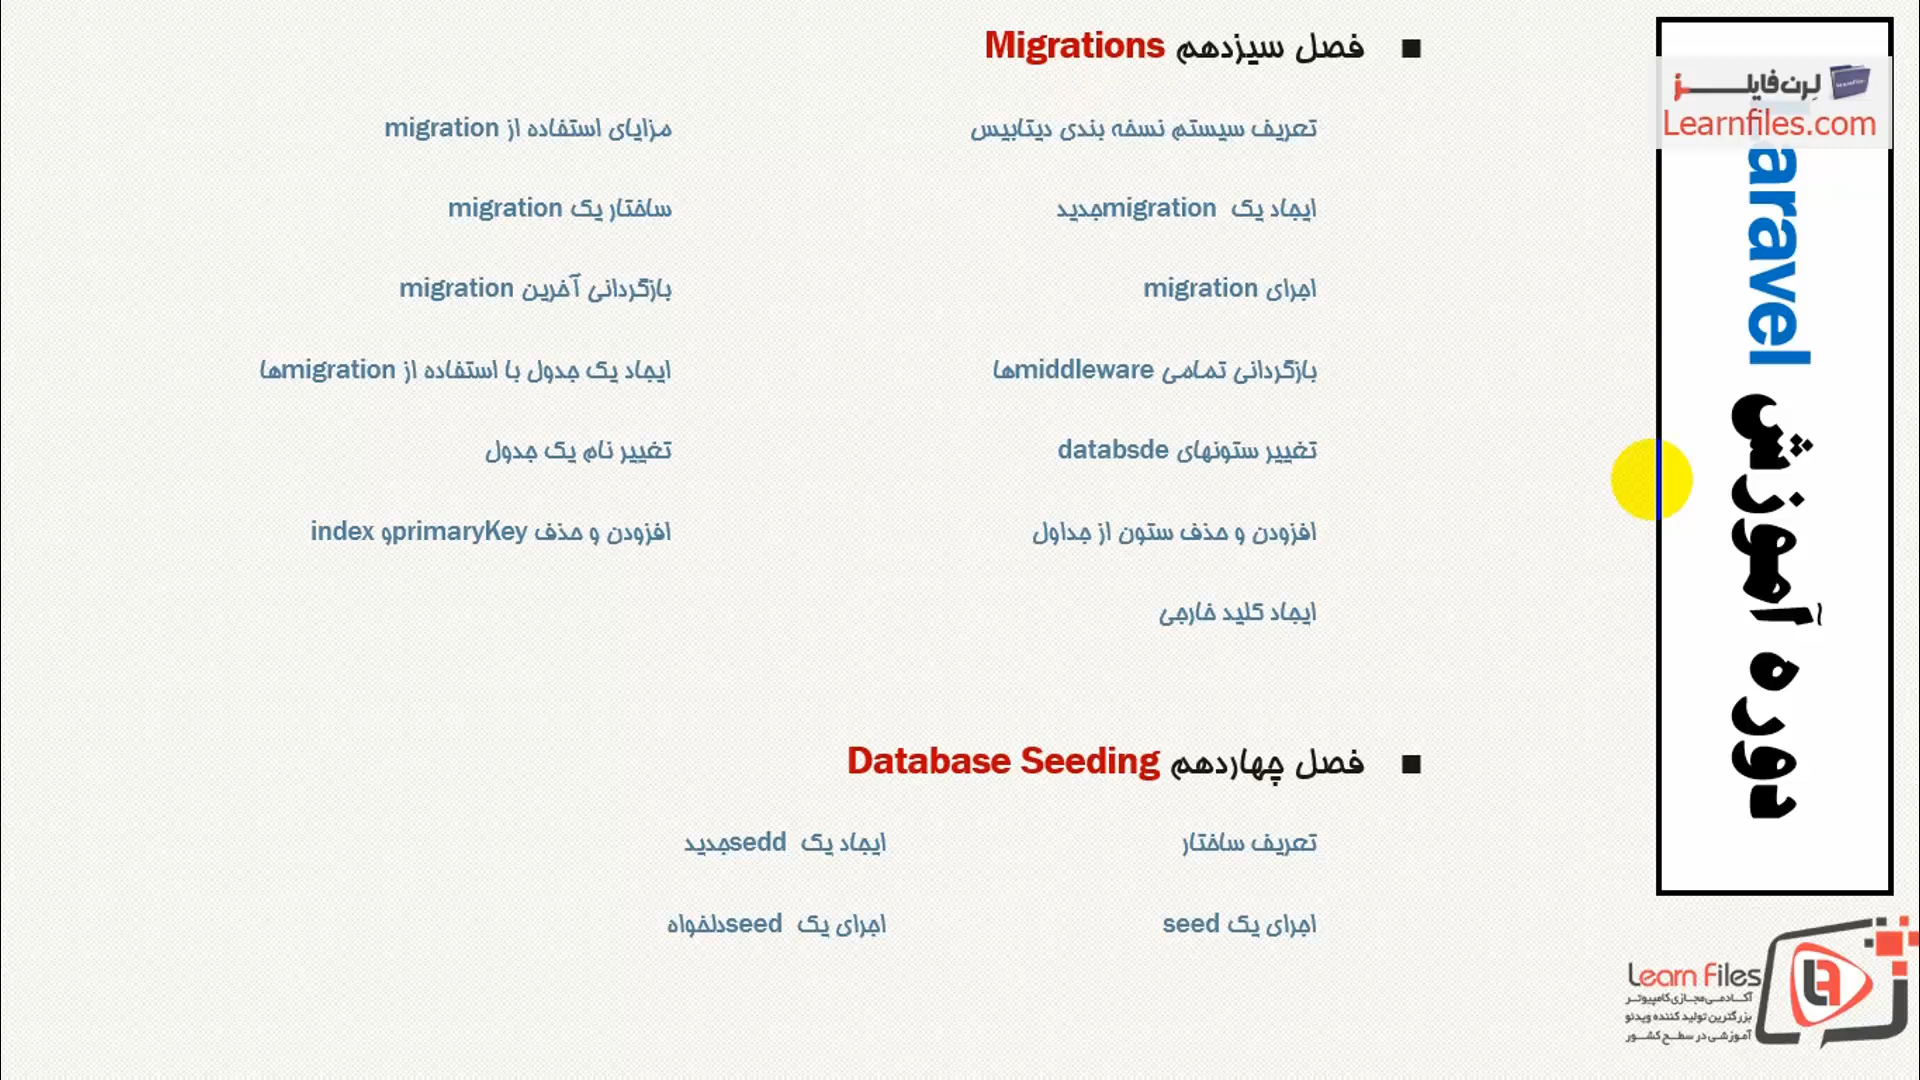 فصل سیزدهم Migrations
تعریف سیستم نسخه بندی دیتابیس
مزایای استفاده از migration
ایجاد یک migrationجدید
ساختار یک migration
اجرای migration
بازگردانی آخرین migration
بازگردانی تمامی middlewareها
ایجاد یک جدول با استفاده از migrationها
تغییر ستونهای databsde
تغییر نام یک جدول
افزودن و حذف ستون از جداول
افزودن و حذف primaryKeyو index
ایجاد کلید خارجی
فصل چهاردهم Database Seeding
تعریف ساختار
ایجاد یک seddجدید
اجرای یک seed
اجرای یک seedدلخواه
لرن فایلز
Learnfiles.com
دوره آموزش aravel
Learn Files
آکادمی مجازی کامپیوتر
بزرگترین تولید کننده ویدئو
آموزشی در سطح کشور